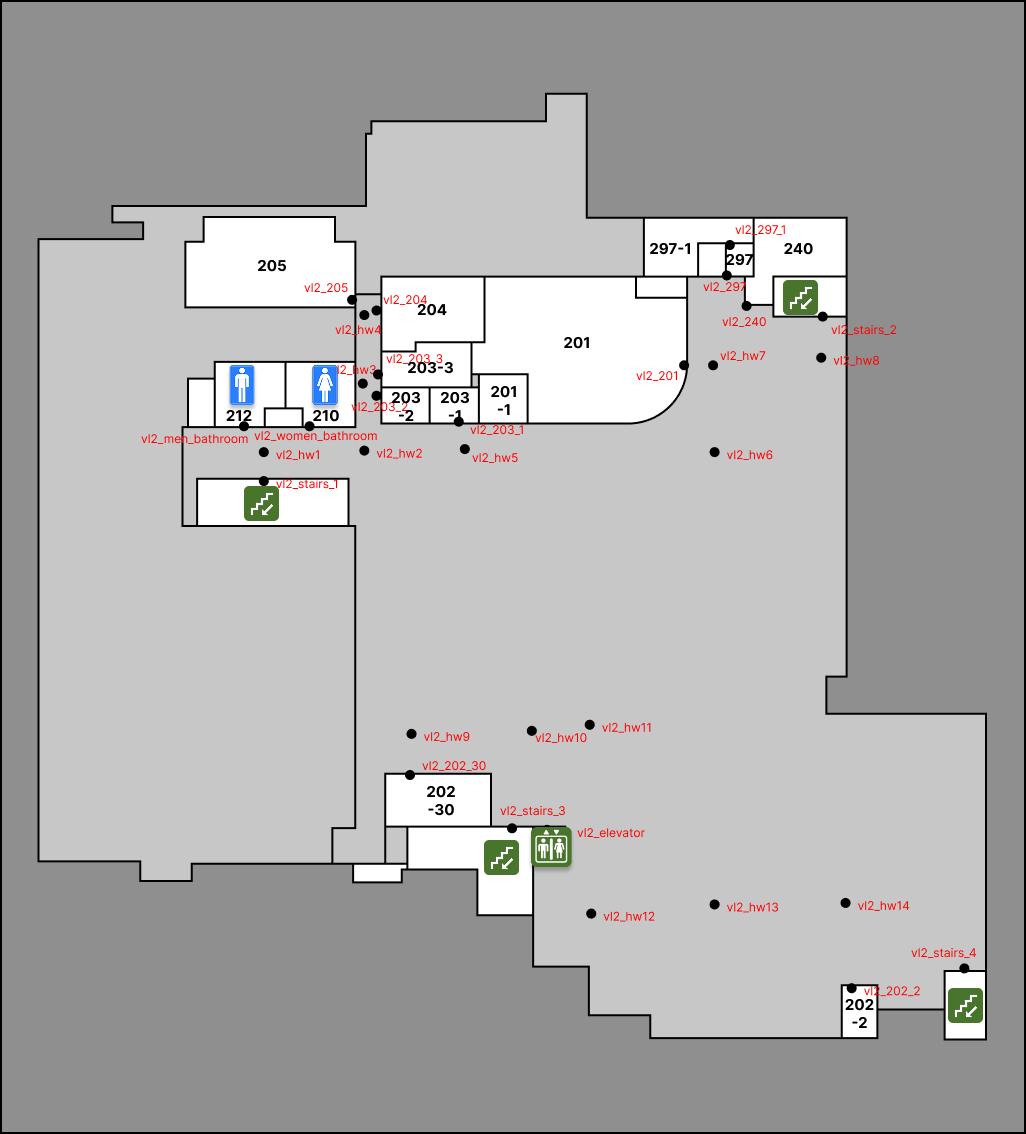 vl2_297_1
297-1
240
297
205
vl2_205
vl2_204
204
vl2_297
vl2_240
vl2_stairs_2
vl2_hw4
201
vl2_203_3
203-3
vl2_hw7
vl2_hw8
vl2_201
203
-2
203
-1
201
-1
vl2_203_2
212
210
vl2_men_bathroom
vl2_women_bathroom
vl2_203_1
vl2_hw1
vl2_hw2
vl2_hw5
vl2_hw6
vl2_stairs_1
vl2_hw9
vl2_hw10
vl2_hw11
vl2_202_30
202
-30
vl2_stairs_3
vl2_elevator
vl2_hw12
vl2_hw13
vl2_hw14
vl2_stairs_4
vl2_202_2
202
-2